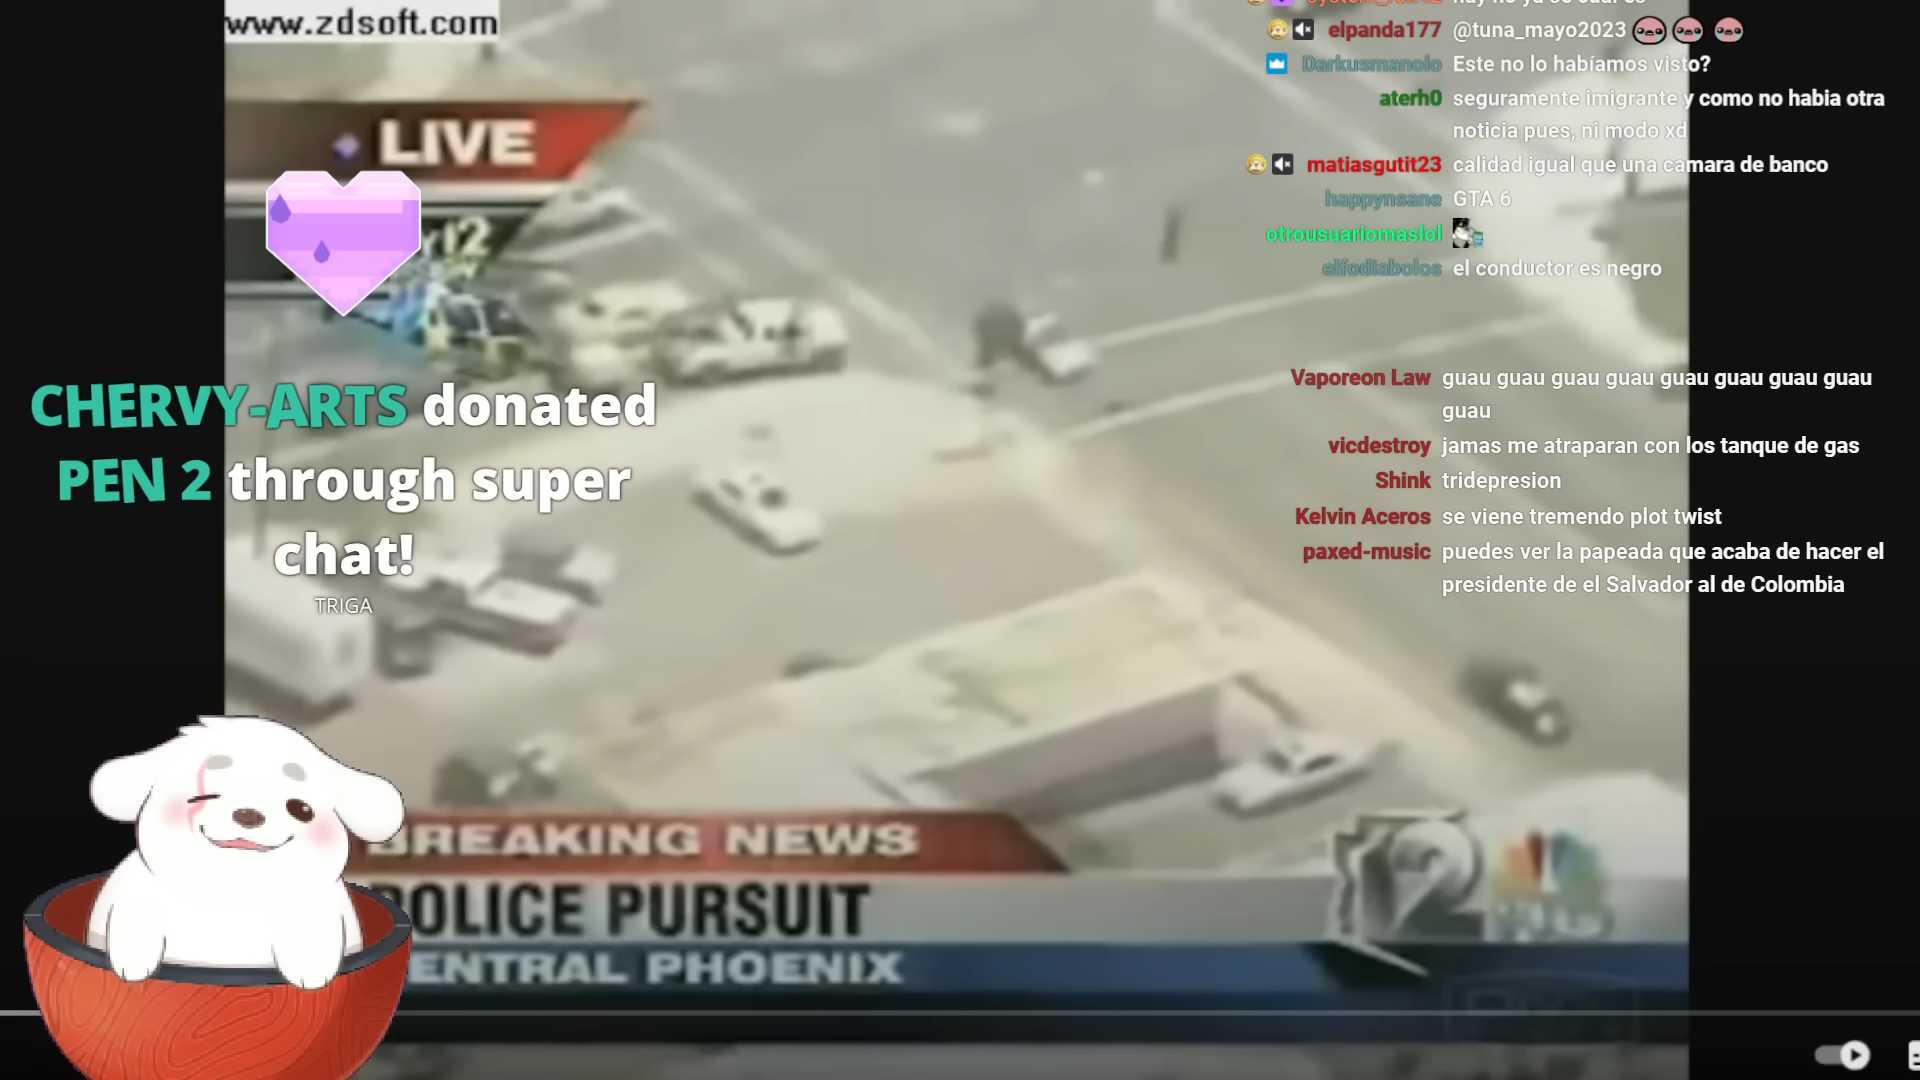 www.zdsoft.com
LIVE
12
CHERVY-ARTS donated
PEN 2 through super
chat!
TRIGA
elpanda177 @tuna_mayo2023
Darkusmanolo Este no lo habíamos visto?
aterh0 seguramente imigrante y como no habia otra
noticia pues, ni modo xd
matiasgutit23 calidad igual que una camara de banco
happynsane GTA 6
otrousuariomaslol
elfodiabolos el conductor es negro
Vaporeon Law guau guau guau guau guau guau guau guau
guau
vicdestroy jamas me atraparan con los tanque de gas
Shink tridepresion
Kelvin Aceros se viene tremendo plot twist
paxed-music puedes ver la papeada que acaba de hacer el
presidente de el Salvador al de Colombia
BREAKING NEWS
POLICE PURSUIT
ENTRAL PHOENIX
12